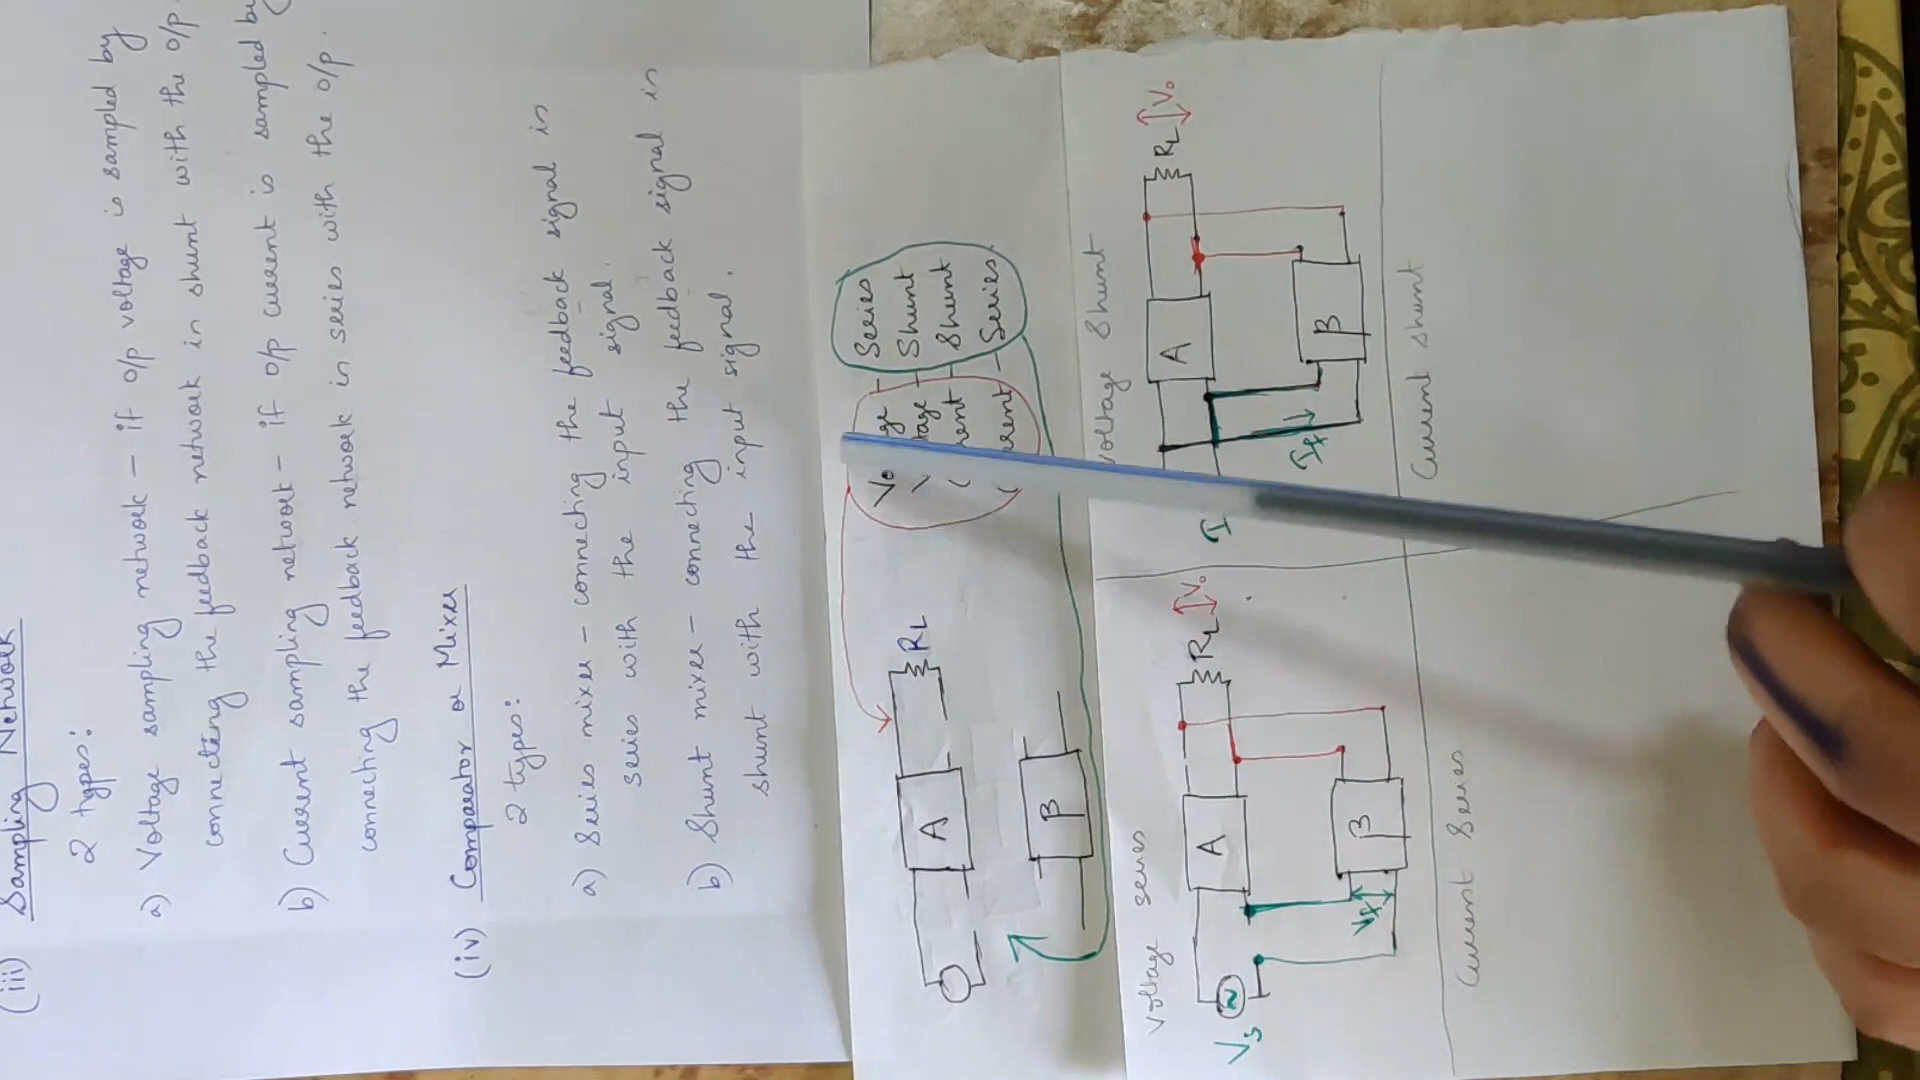 (iii) Sampling Network
2 types:
a) Voltage sampling network - if o/p voltage is sampled by
connecting the feedback network in shunt with the o/p.
b) Current sampling networt - if o/p current is sampled by
connecting the feedback network in series with the o/p.
(iv) Comparator or Mixer
2 types:
a) Series mixer - connecting the feedback signal is
series with the input signal.
b) Shunt mixer - connecting the feedback signal is
shunt with the input signal.
Series
Shunt
Shunt
Series
A
RL
β
Voltage series
A
RL
Vo
β
Vs
Vf
Voltage Shunt
A
RL
Vo
β
If
I
Current Series
Current shunt